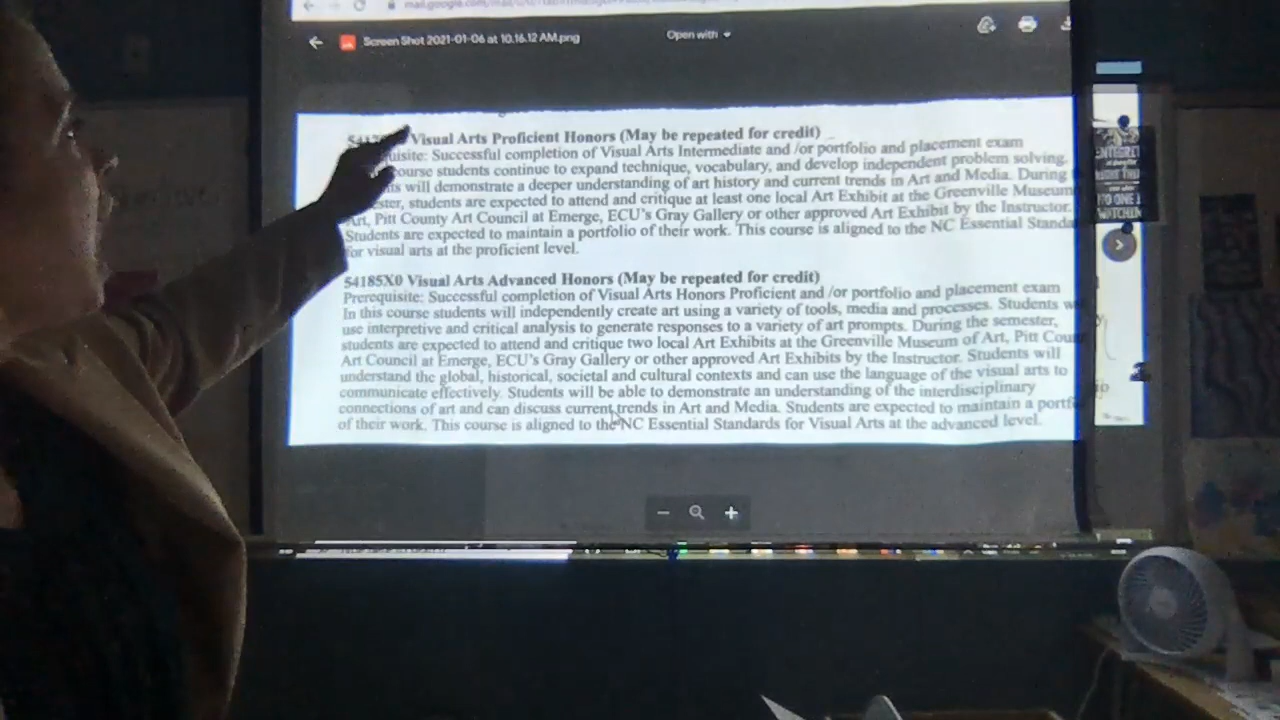 Screen Shot 2021-01-06 at 10.16.12 AM.png
Open with
Visual Arts Proficient Honors (May be repeated for credit)
Successful completion of Visual Arts Intermediate and /or portfolio and placement exam
course students continue to expand technique, vocabulary, and develop independent problem solving.
will demonstrate a deeper understanding of art history and current trends in Art and Media. During
students are expected to attend and critique at least one local Art Exhibit at the Greenville Museum
Art, Pitt County Art Council at Emerge, ECU's Gray Gallery or other approved Art Exhibit by the Instructor.
Students are expected to maintain a portfolio of their work. This course is aligned to the NC Essential Standa
for visual arts at the proficient level.
54185X0 Visual Arts Advanced Honors (May be repeated for credit)
Prerequisite: Successful completion of Visual Arts Honors Proficient and /or portfolio and placement exam
In this course students will independently create art using a variety of tools, media and processes. Students w
use interpretive and critical analysis to generate responses to a variety of art prompts. During the semester,
students are expected to attend and critique two local Art Exhibits at the Greenville Museum of Art, Pitt Coun
Art Council at Emerge, ECU's Gray Gallery or other approved Art Exhibits by the Instructor. Students will
understand the global, historical, societal and cultural contexts and can use the language of the visual arts to
communicate effectively. Students will be able to demonstrate an understanding of the interdisciplinary
connections of art and can discuss current trends in Art and Media. Students are expected to maintain a portf
of their work. This course is aligned to the NC Essential Standards for Visual Arts at the advanced level.